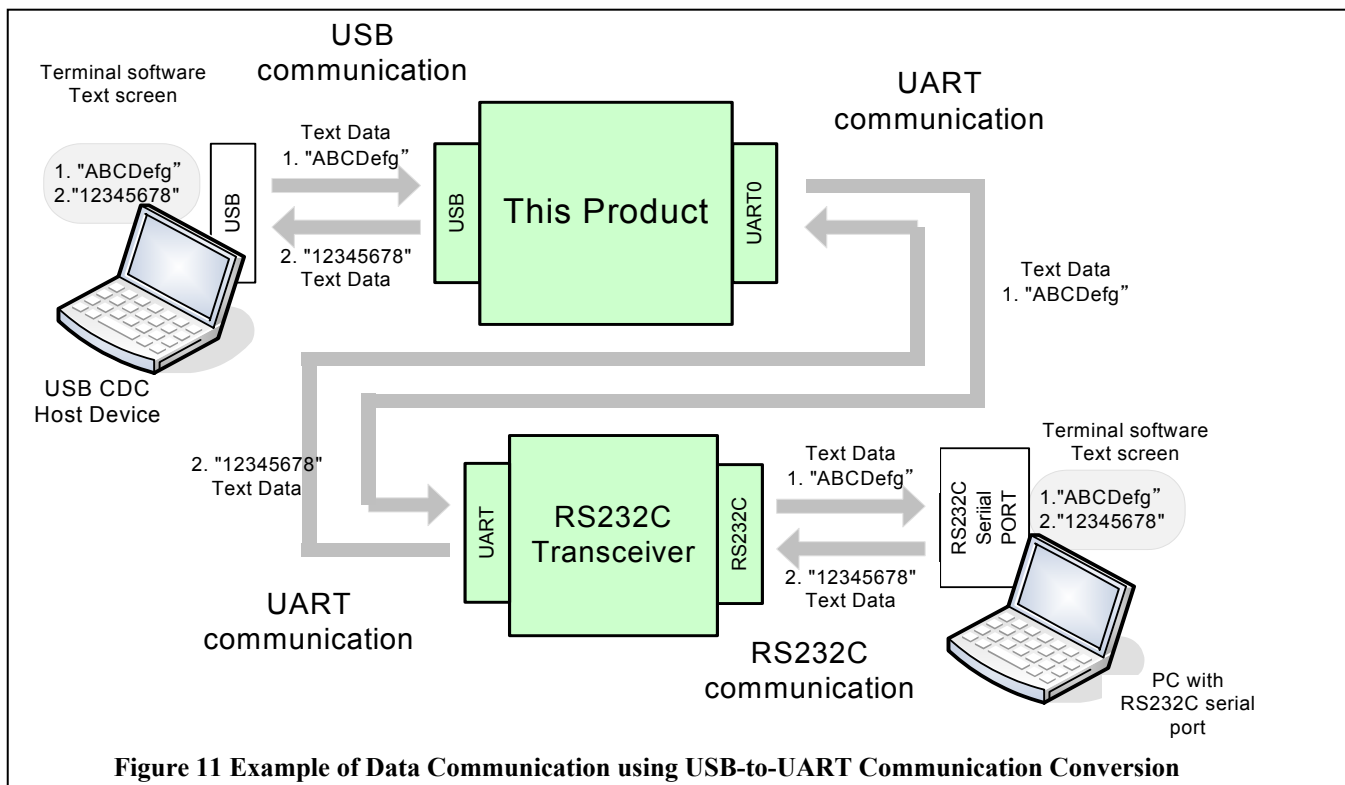 USB
communication
Terminal software
Text screen
UART
communication
1. "ABCDefg”
2."12345678"
USB
Text Data
1. "ABCDefg”
2. "12345678"
Text Data
USB
This Product
UART0
Text Data
1. "ABCDefg”
USB CDC
Host Device
2. "12345678"
Text Data
UART
RS232C
Transceiver
RS232C
Text Data
1. "ABCDefg”
2. "12345678"
Text Data
RS232C
Seriial
PORT
Terminal software
Text screen
1."ABCDefg”
2."12345678"
UART
communication
RS232C
communication
PC with
RS232C serial
port
Figure 11 Example of Data Communication using USB-to-UART Communication Conversion